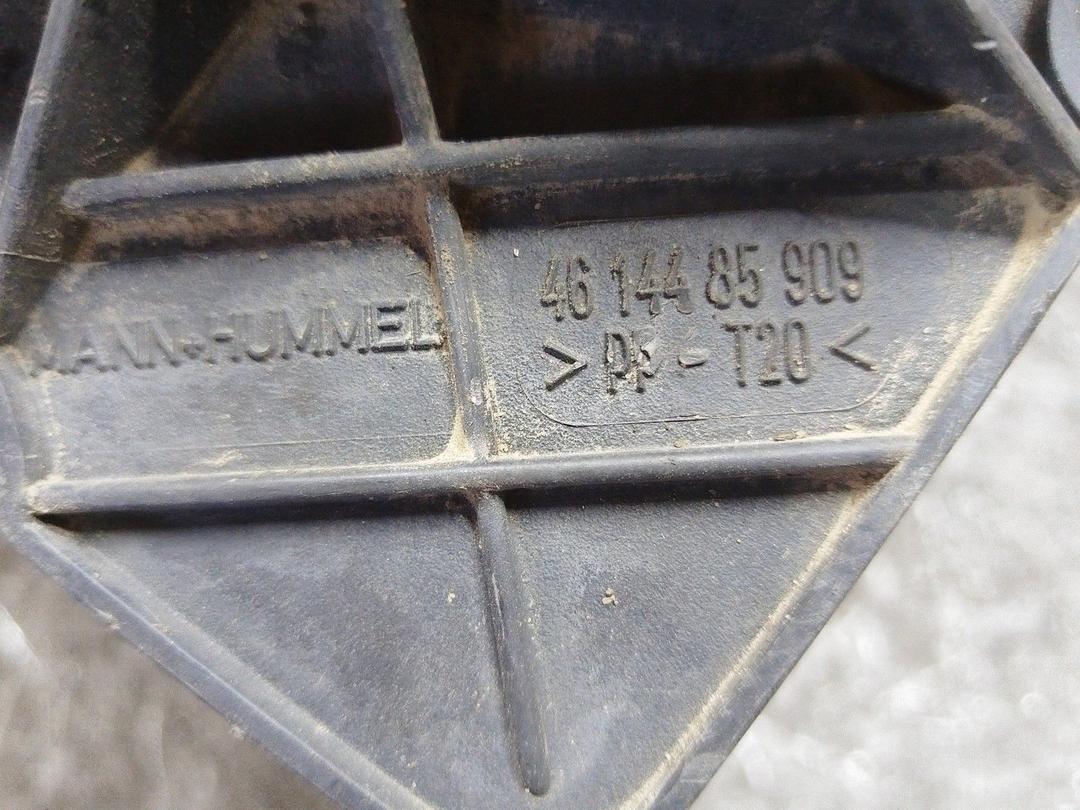 MANN+HUMMEL
46 144 85 909
> pp - T20 <